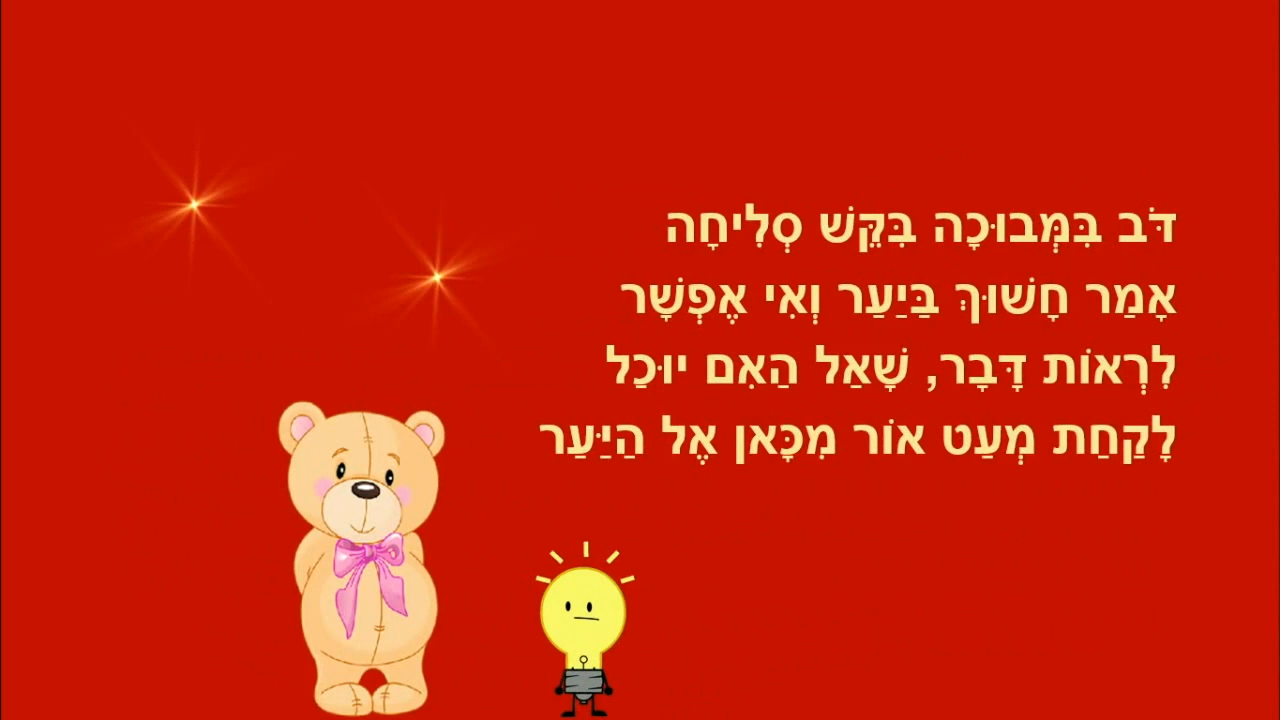 דֹּב בִּמְּבוּכָה בִּקֵּשׁ סְלִיחָה
אָמַר חָשׁוּךְ בַּיַּעַר וְאִי אֶפְשָׁר
לִרְאוֹת דָּבָר, שָׁאַל הַאִם יוּכַל
לָקַחַת מְעַט אוֹר מִכָּאן אֶל הַיַּעַר